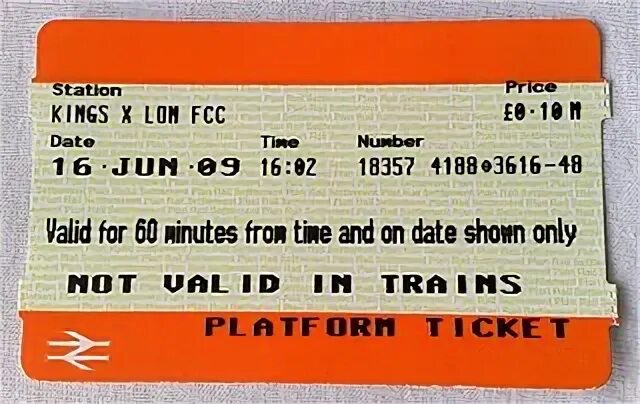 Station Price
KINGS X LON FCC £0·10 M
Date Time Number
16·JUN·09 16:02 18357 4188⌖3616-48
Valid for 60 minutes from time and on date shown only
NOT VALID IN TRAINS
PLATFORM TICKET